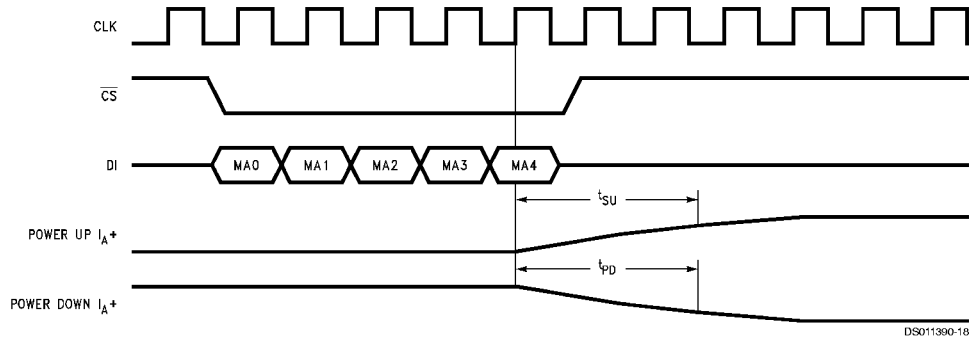 CLK
CS
DI
MA0 MA1 MA2 MA3 MA4
tSU
POWER UP IA+
tPD
POWER DOWN IA+
DS011390-18